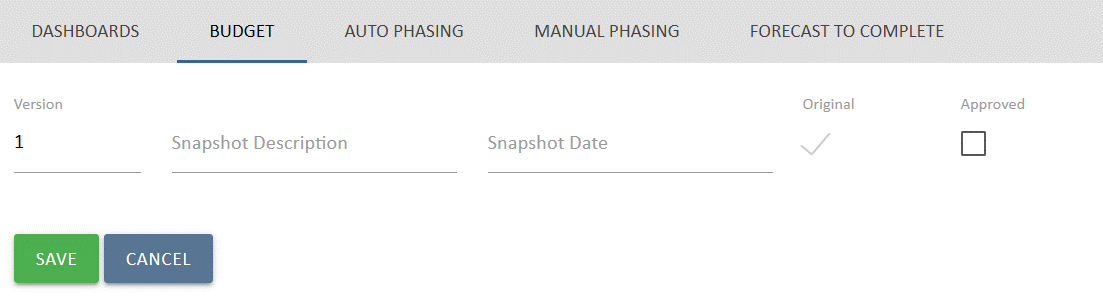 DASHBOARDS BUDGET AUTO PHASING MANUAL PHASING FORECAST TO COMPLETE
Version Original Approved
1 Snapshot Description Snapshot Date
SAVE CANCEL